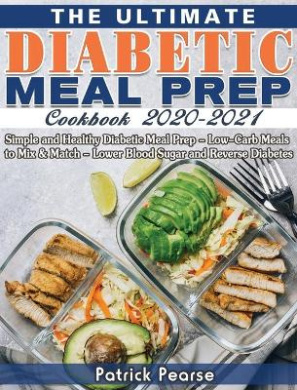 THE ULTIMATE
DIABETIC
MEAL PREP
Cookbook 2020-2021
Simple and Healthy Diabetic Meal Prep – Low-Carb Meals
to Mix & Match – Lower Blood Sugar and Reverse Diabetes
Patrick Pearse